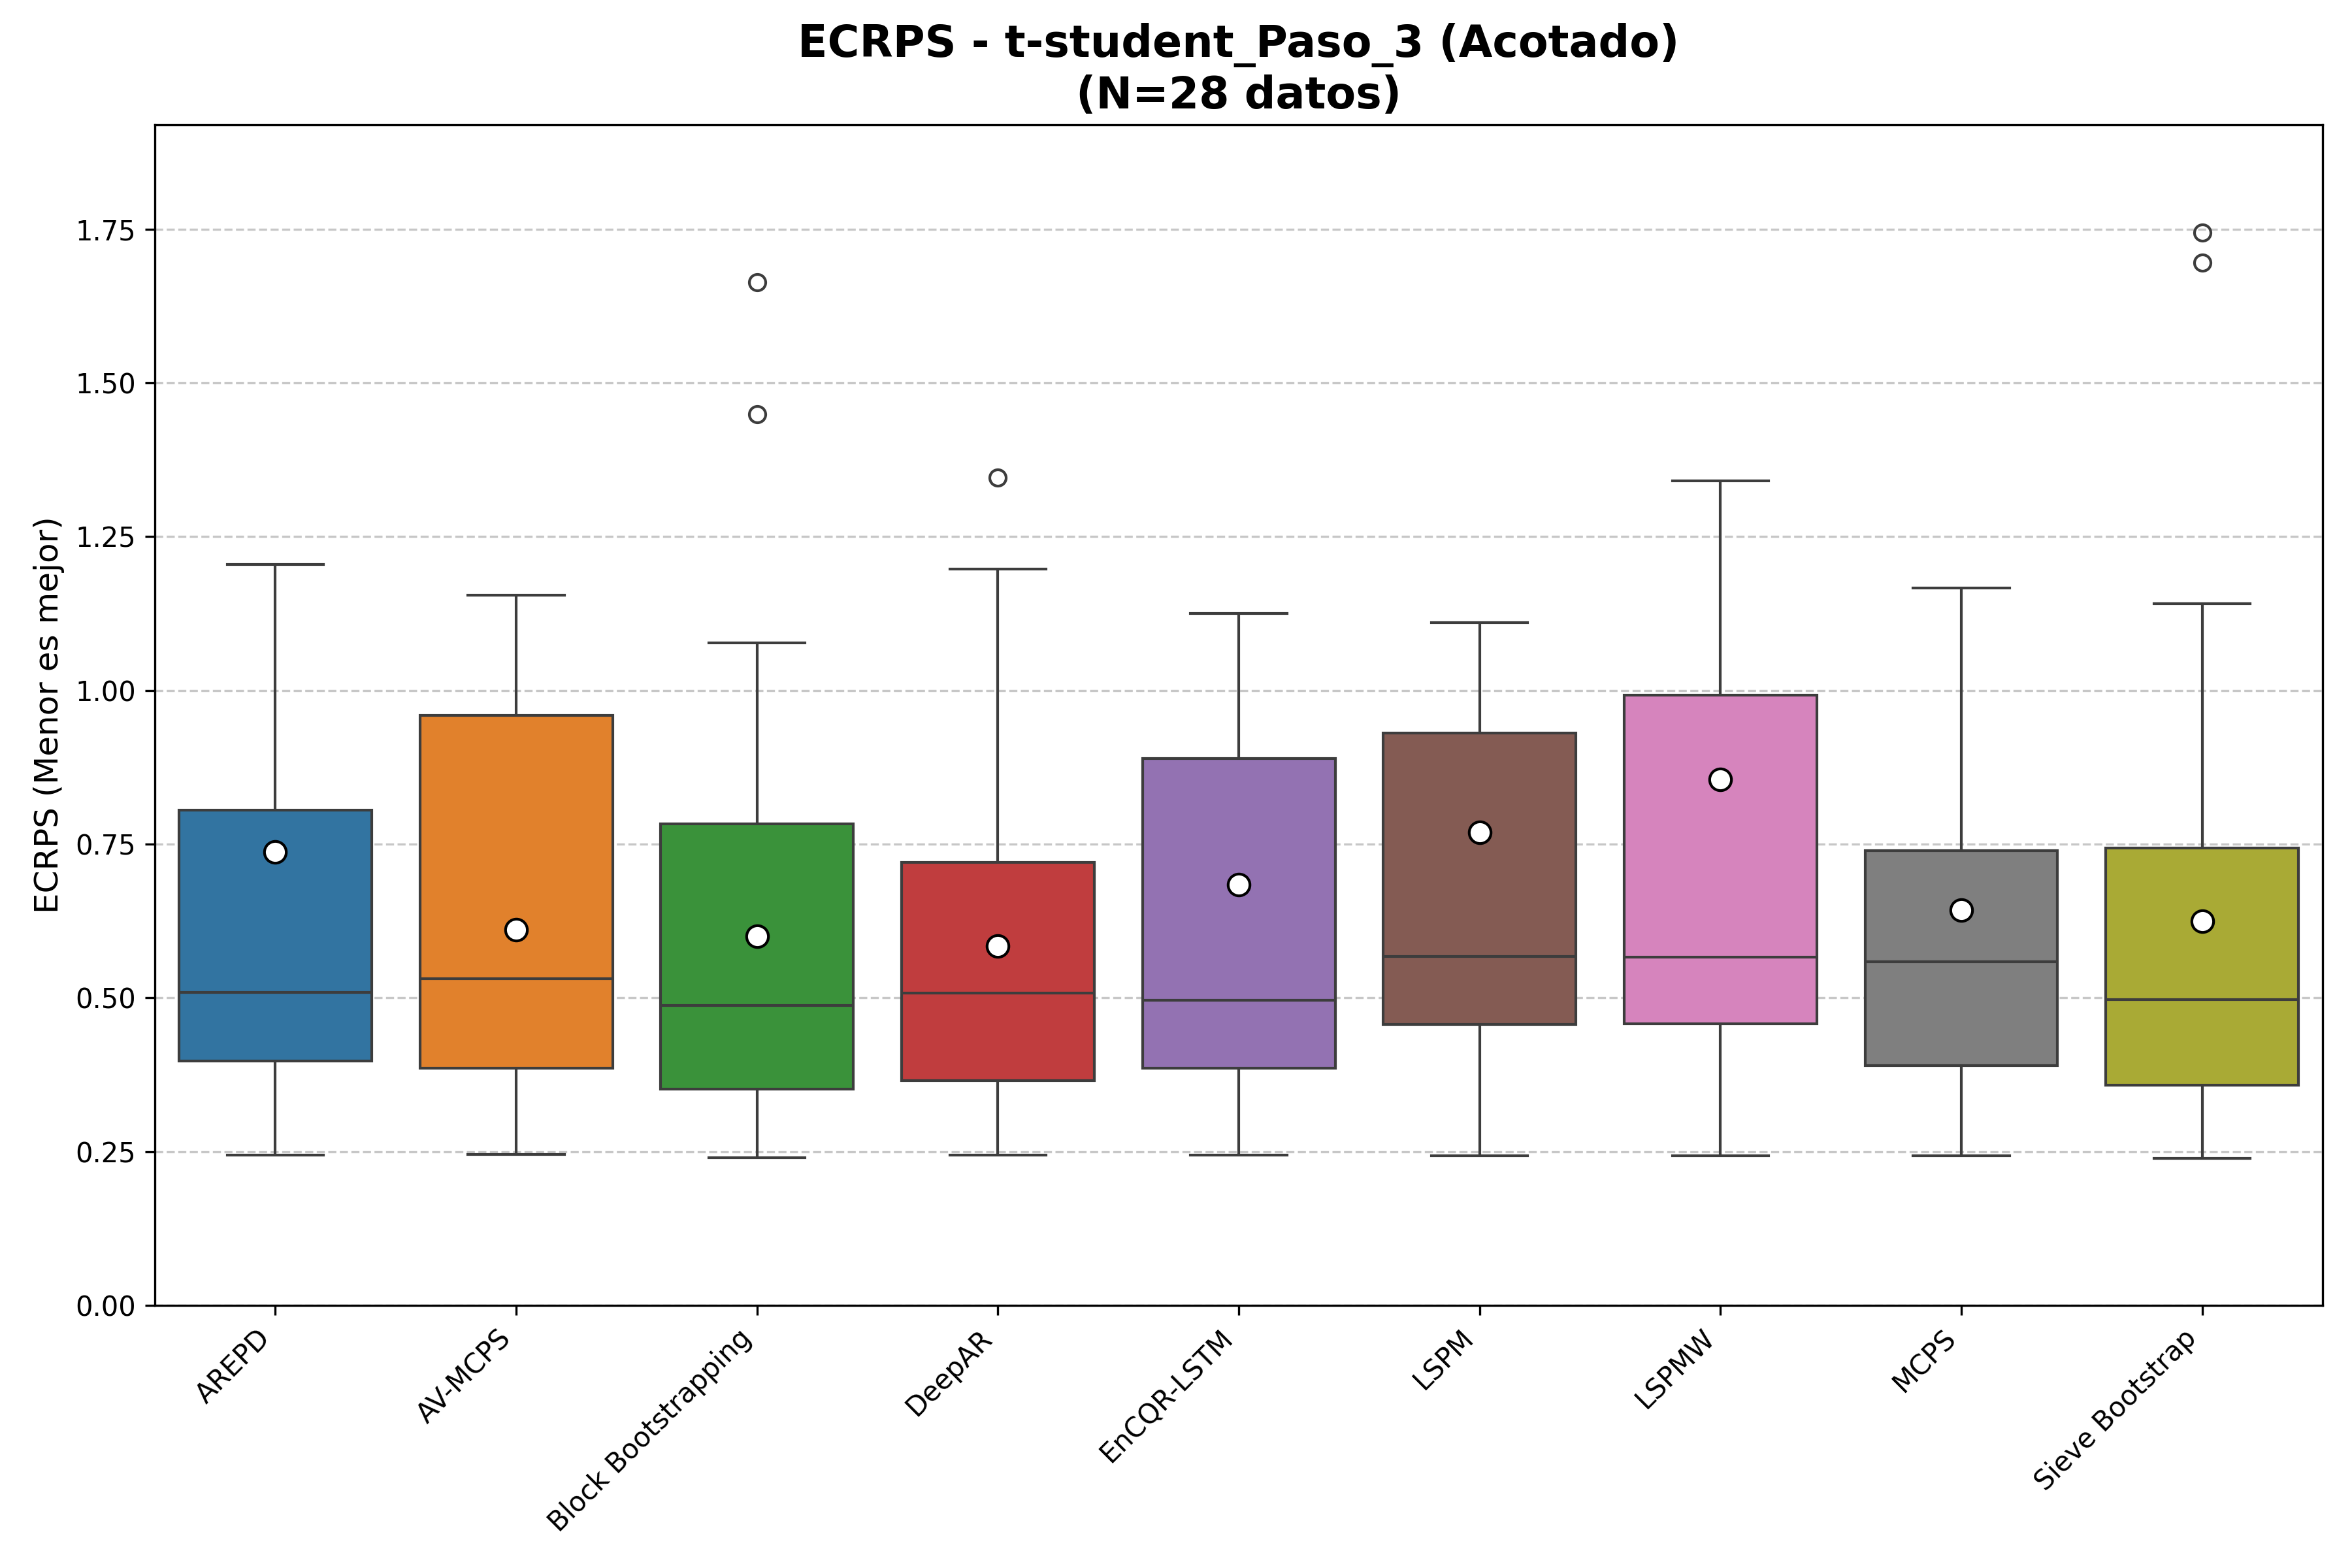 ECRPS - t-student_Paso_3 (Acotado)
(N=28 datos)
ECRPS (Menor es mejor)
1.75
1.50
1.25
1.00
0.75
0.50
0.25
0.00
AREPD
AV-MCPS
Block Bootstrapping
DeepAR
EnCQR-LSTM
LSPM
LSPMW
MCPS
Sieve Bootstrap